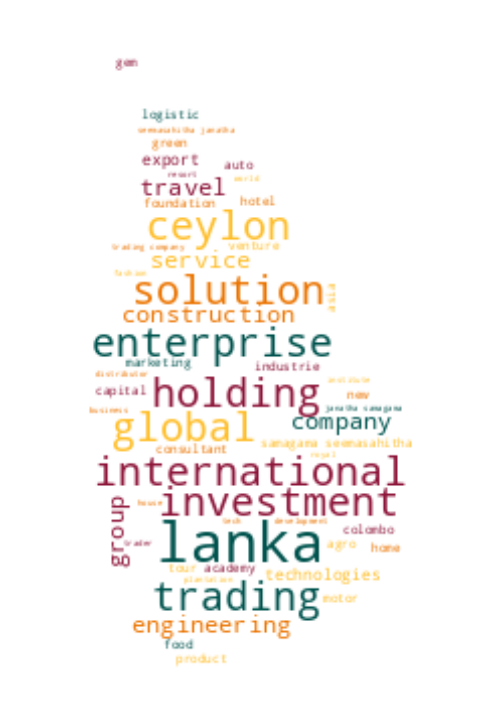 gem
logistic
seemasahitha janatha
green
export auto
resort
travel world
foundation hotel
ceylon
trading company venture
service
fashion
solution asia
construction
enterprise
marketing industrie
distributor
capital holding institute
new
business janatha samagama
global company
samagama seemasahitha
consultant
royal
international
investment
house
group
tech development
lanka colombo
trader agro home
tour academy technologies
plantation
trading motor
engineering
food
product